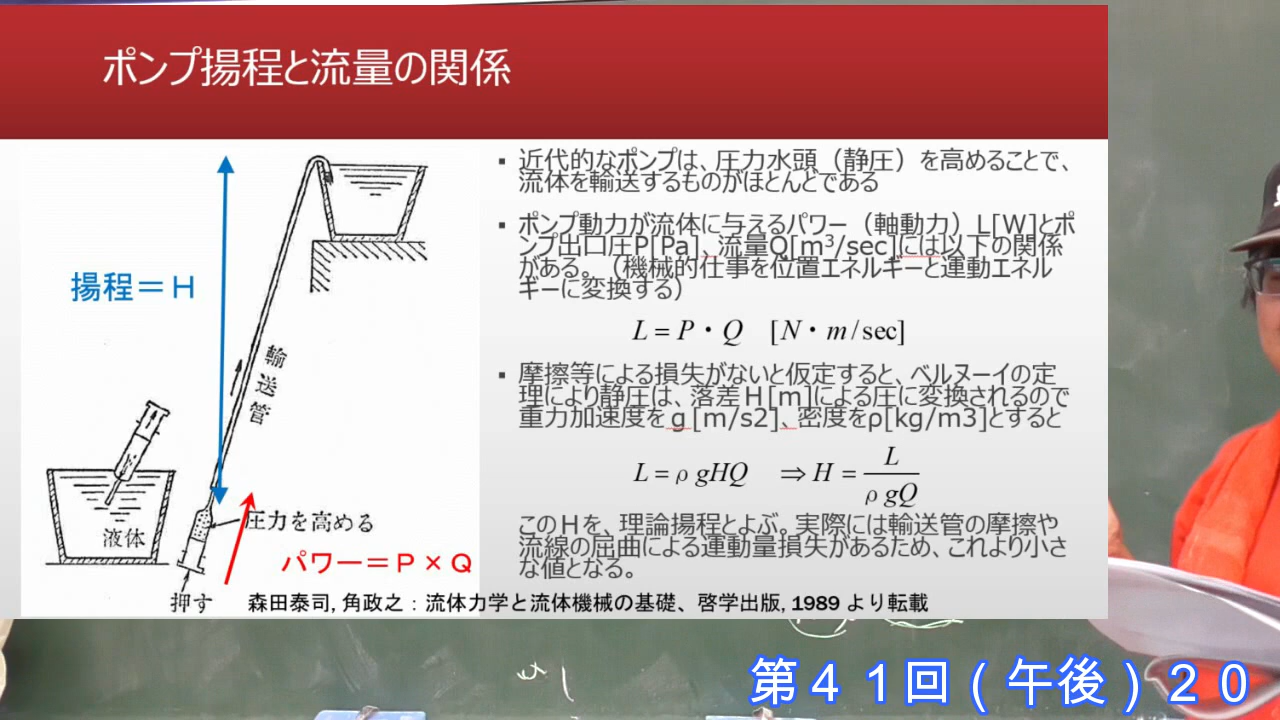 ポンプ揚程と流量の関係
▪ 近代的なポンプは、圧力水頭（静圧）を高めることで、
流体を輸送するものがほとんどである
▪ ポンプ動力が流体に与えるパワー（軸動力）L[W]とポ
ンプ出口圧P[Pa]、流量Q[m³/sec]には以下の関係
がある。（機械的仕事を位置エネルギーと運動エネル
ギーに変換する）
L = P・Q [N・m/sec]
▪ 摩擦等による損失がないと仮定すると、ベルヌーイの定
理により静圧は、落差H[m]による圧に変換されるので
重力加速度をg[m/s2]、密度をρ[kg/m3]とすると
L = ρ gHQ ⇒ H = L / ρ gQ
このHを、理論揚程とよぶ。実際には輸送管の摩擦や
流線の屈曲による運動量損失があるため、これより小さ
な値となる。
揚程＝H
輸送管
液体
圧力を高める
パワー＝P×Q
押す
森田泰司, 角政之：流体力学と流体機械の基礎、啓学出版, 1989 より転載
第４１回（午後）２０